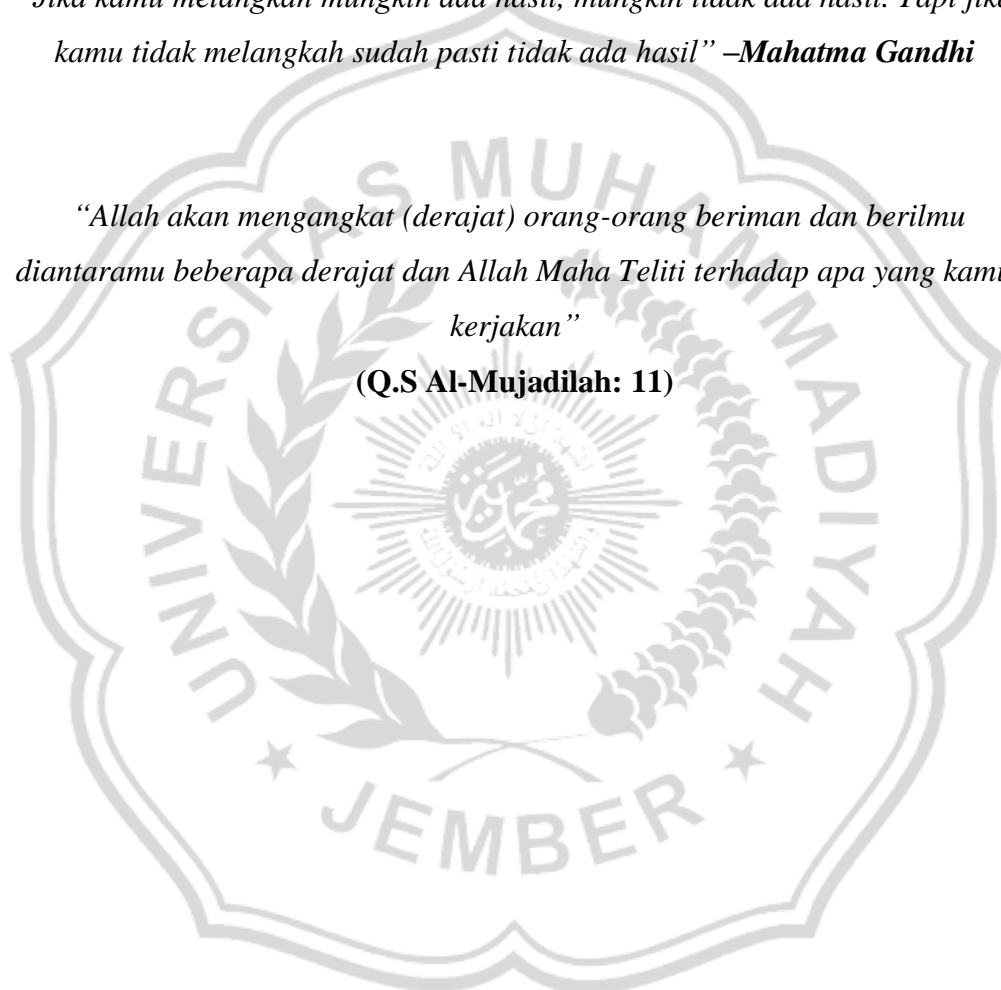 Jika kamu melangkah mungkin ada hasil, mungkin tidak ada hasil. Tapi jika
kamu tidak melangkah sudah pasti tidak ada hasil” –Mahatma Gandhi
“Allah akan mengangkat (derajat) orang-orang beriman dan berilmu
diantaramu beberapa derajat dan Allah Maha Teliti terhadap apa yang kamu
kerjakan”
(Q.S Al-Mujadilah: 11)
UNIVERSITAS MUHAMMADIYAH
JEMBER